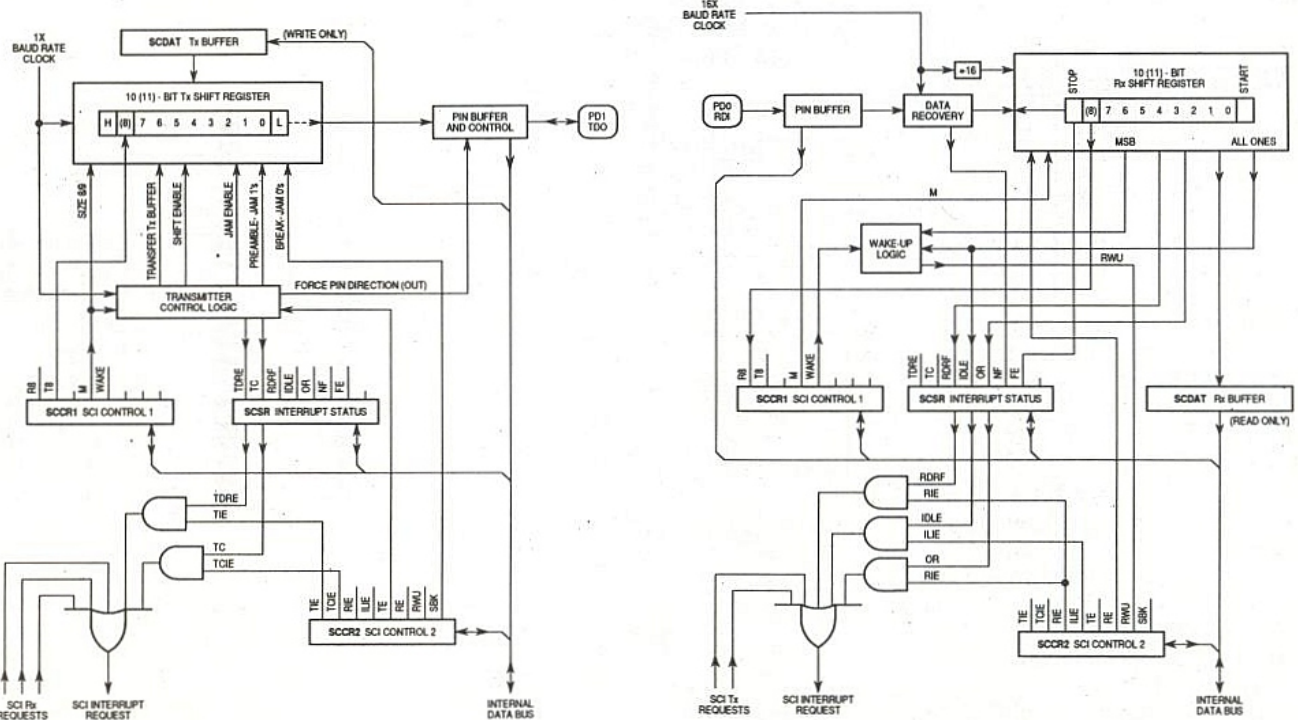 1X
BAUD RATE
CLOCK
SCDAT Tx BUFFER
(WRITE ONLY)
10 (11) - BIT Tx SHIFT REGISTER
H (8) 7 6 5 4 3 2 1 0 L
PIN BUFFER
AND CONTROL
PD1
TDO
SIZE 8/9
TRANSFER Tx BUFFER
SHIFT ENABLE
JAM ENABLE
PREAMBLE- JAM 1's
BREAK- JAM 0's
TRANSMITTER
CONTROL LOGIC
FORCE PIN DIRECTION (OUT)
R8
T8
M
WAKE
SCCR1 SCI CONTROL 1
TDRE
TC
RDRF
IDLE
OR
NF
FE
SCSR INTERRUPT STATUS
TDRE
TIE
TC
TCIE
TIE
TCIE
RIE
ILIE
TE
RE
RWU
SBK
SCCR2 SCI CONTROL 2
SCI Rx
REQUESTS
SCI INTERRUPT
REQUEST
INTERNAL
DATA BUS
16X
BAUD RATE
CLOCK
÷16
10 (11) - BIT
Rx SHIFT REGISTER
STOP
START
(8) 7 6 5 4 3 2 1 0
MSB
ALL ONES
PD0
RDI
PIN BUFFER
DATA
RECOVERY
M
WAKE-UP
LOGIC
RWU
R8
T8
M
WAKE
SCCR1 SCI CONTROL 1
TDRE
TC
RDRF
IDLE
OR
NF
FE
SCSR INTERRUPT STATUS
SCDAT Rx BUFFER
(READ ONLY)
RDRF
RIE
IDLE
ILIE
OR
RIE
TIE
TCIE
RIE
ILIE
TE
RE
RWU
SBK
SCCR2 SCI CONTROL 2
SCI Tx
REQUESTS
SCI INTERRUPT
REQUEST
INTERNAL
DATA BUS